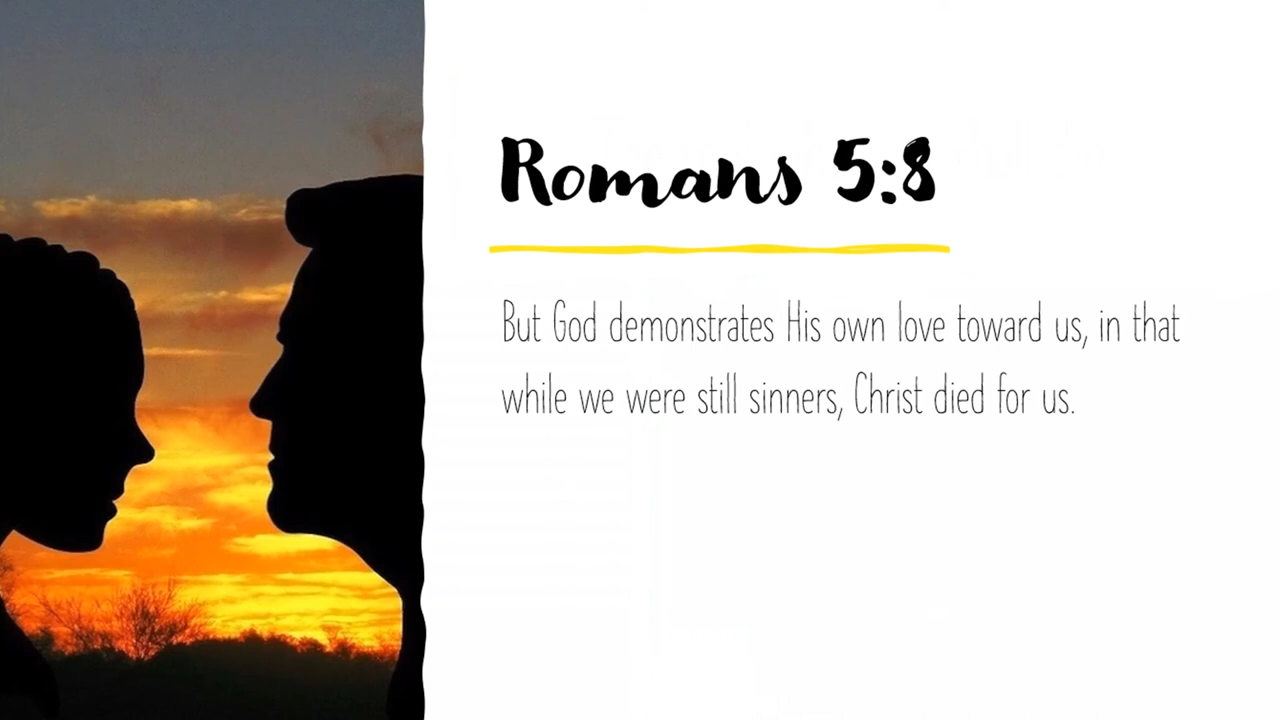 Romans 5:8
But God demonstrates His own love toward us, in that
while we were still sinners, Christ died for us.